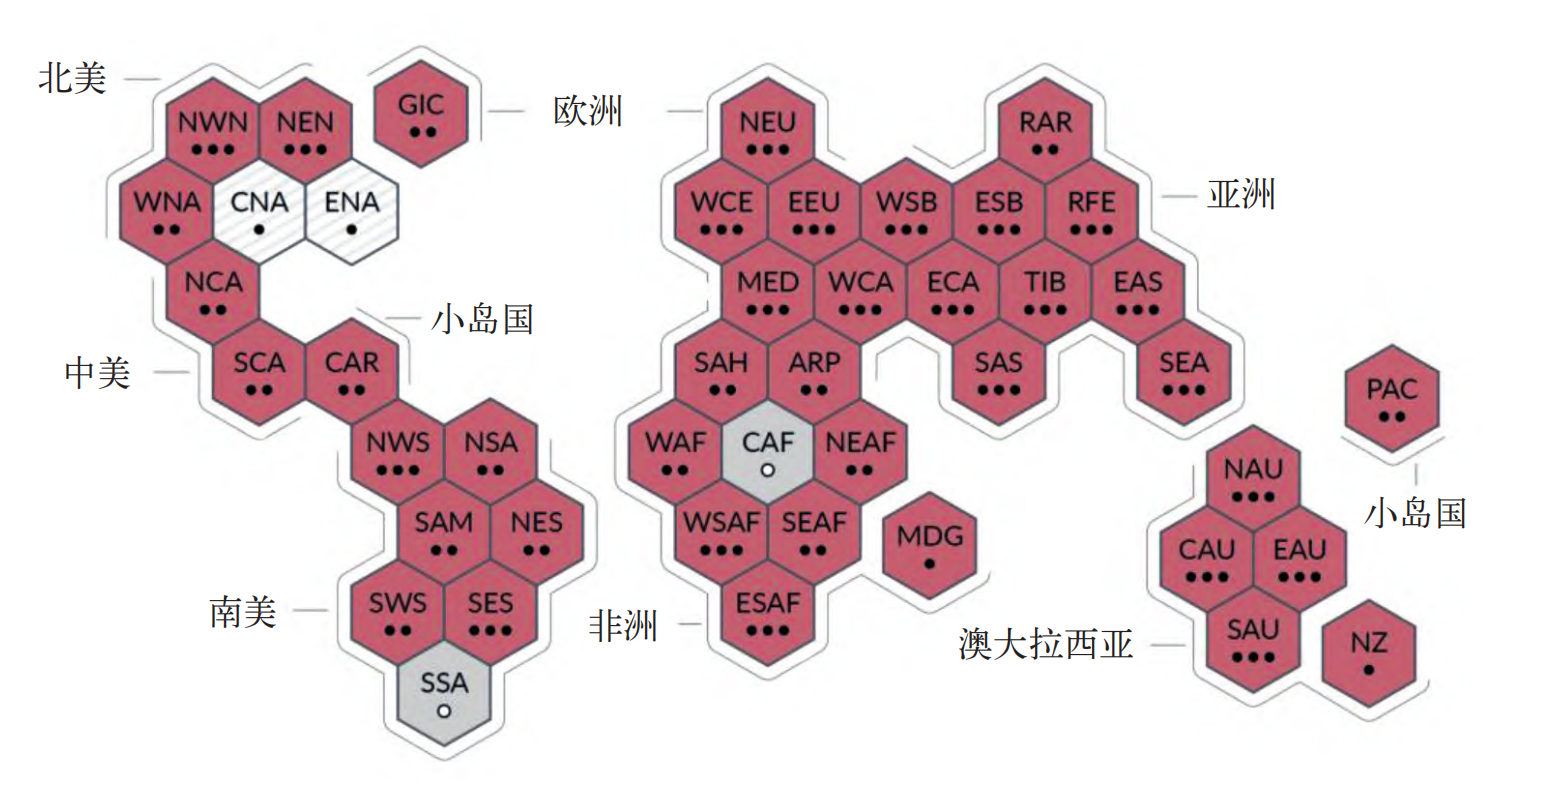 北美
NWN
NEN
GIC
WNA
CNA
ENA
NCA
小岛国
中美
SCA
CAR
NWS
NSA
SAM
NES
南美
SWS
SES
SSA
欧洲
NEU
RAR
WCE
EEU
WSB
ESB
RFE
亚洲
MED
WCA
ECA
TIB
EAS
SAH
ARP
SAS
SEA
WAF
CAF
NEAF
WSAF
SEAF
MDG
非洲
ESAF
PAC
小岛国
NAU
CAU
EAU
澳大拉西亚
SAU
NZ